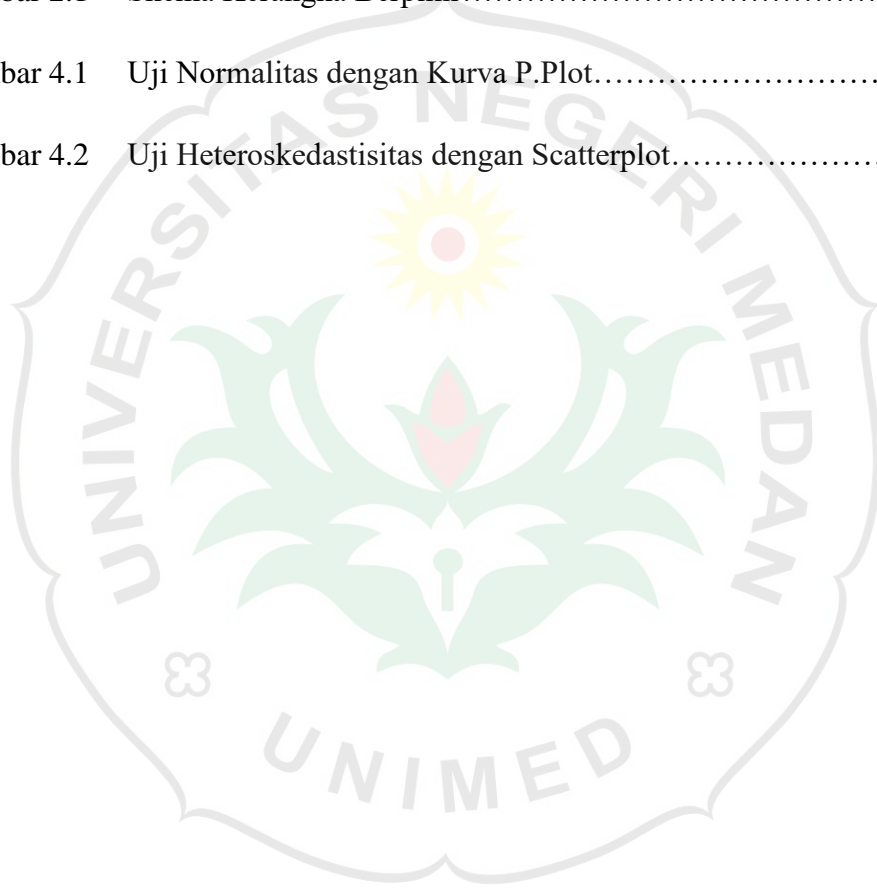 bar 4.1 Uji Normalitas dengan Kurva P.Plot……………………
bar 4.2 Uji Heteroskedastisitas dengan Scatterplot………………
UNIVERSITAS NEGERI MEDAN
UNIMED